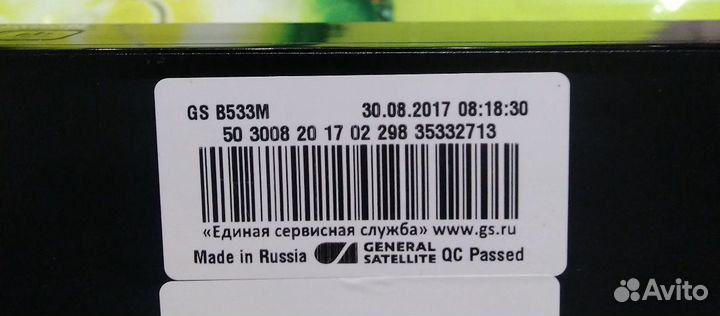 GS B533M 30.08.2017 08:18:30
50 3008 20 17 02 298 35332713
«Единая сервисная служба» www.gs.ru
Made in Russia GENERAL SATELLITE QC Passed
Avito